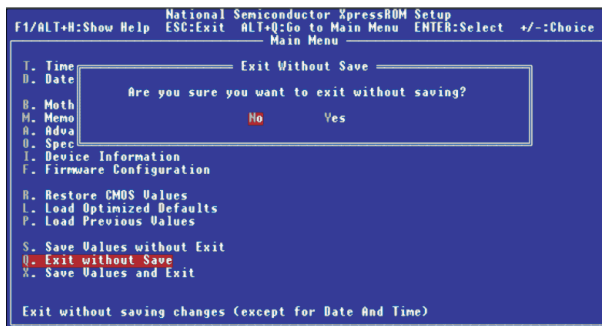 National Semiconductor XpressROM Setup
F1/ALT+H:Show Help ESC:Exit ALT+Q:Go to Main Menu ENTER:Select +/-:Choice
Main Menu
T. Time
Exit Without Save
D. Date
Are you sure you want to exit without saving?
B. Moth
M. Memo
No Yes
A. Adva
O. Spec
I. Device Information
F. Firmware Configuration
R. Restore CMOS Values
L. Load Optimized Defaults
P. Load Previous Values
S. Save Values without Exit
Q. Exit without Save
X. Save Values and Exit
Exit without saving changes (except for Date And Time)